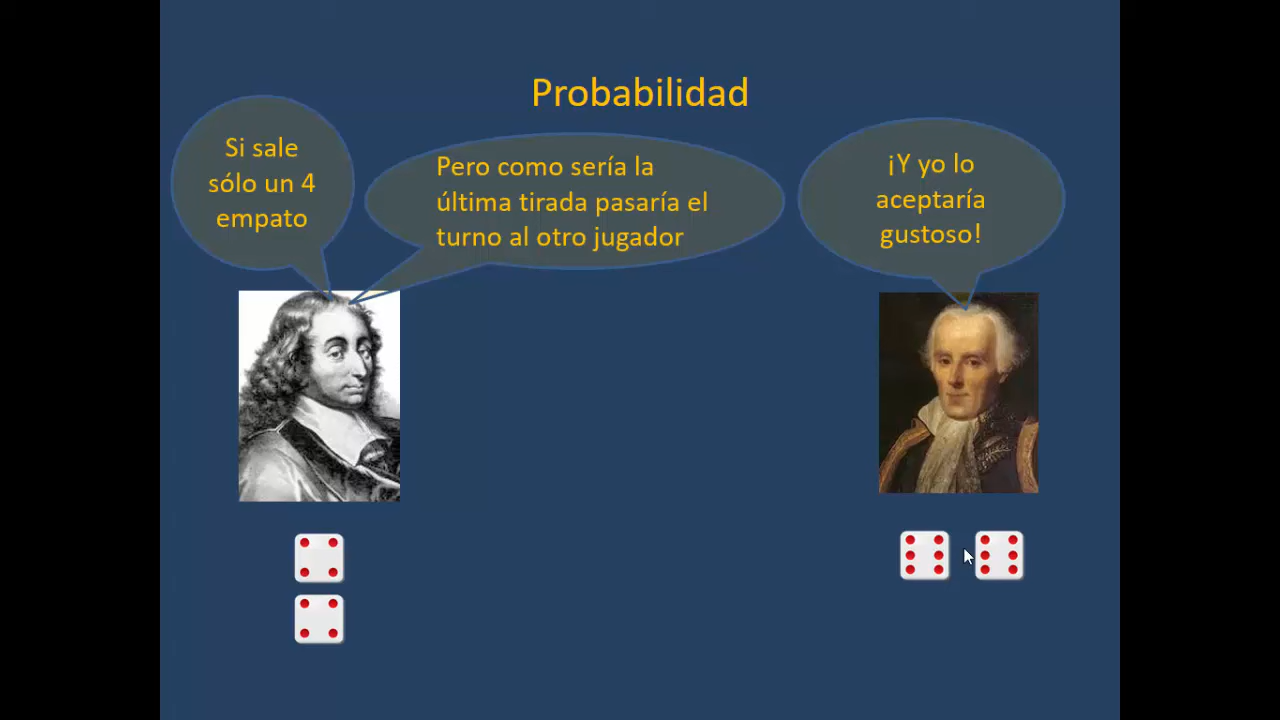 Probabilidad
Si sale
sólo un 4
empato
Pero como sería la
última tirada pasaría el
turno al otro jugador
¡Y yo lo
aceptaría
gustoso!